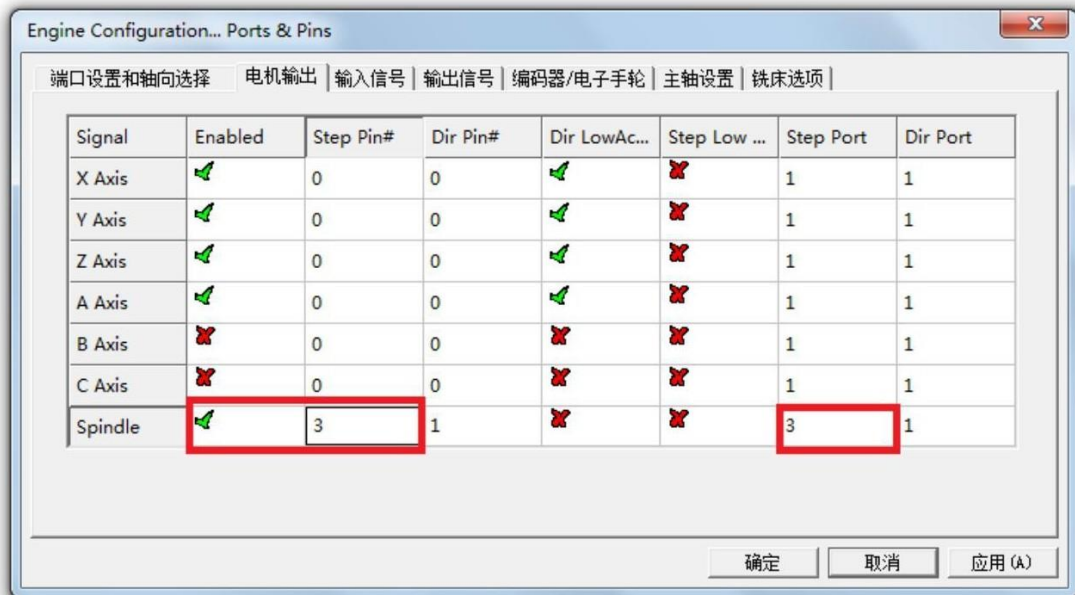 Engine Configuration... Ports & Pins
端口设置和轴向选择 电机输出 输入信号 输出信号 编码器/电子手轮 主轴设置 铣床选项
Signal Enabled Step Pin# Dir Pin# Dir LowAc... Step Low ... Step Port Dir Port
X Axis 0 0 1 1
Y Axis 0 0 1 1
Z Axis 0 0 1 1
A Axis 0 0 1 1
B Axis 0 0 1 1
C Axis 0 0 1 1
Spindle 3 1 3 1
确定 取消 应用(A)